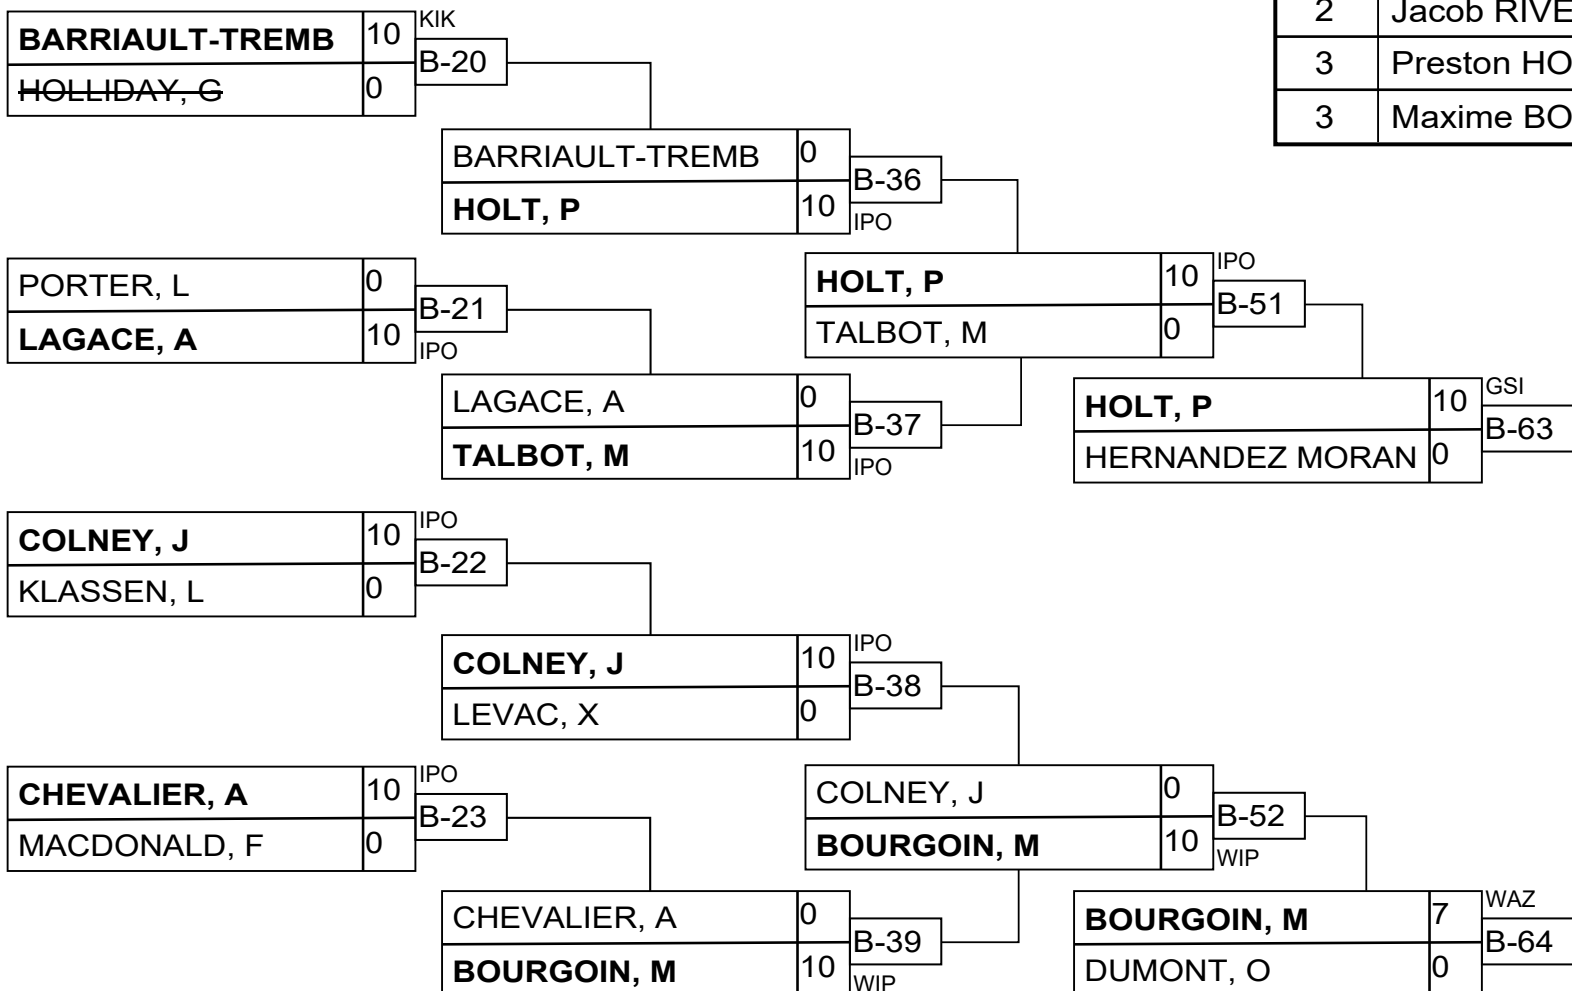 2 Jacob RIVE
3 Preston HO
3 Maxime BO
KIK
BARRIAULT-TREMB 10
B-20
HOLLIDAY, G 0
BARRIAULT-TREMB 0
B-36
HOLT, P 10
IPO
PORTER, L 0
B-21
LAGACE, A 10
IPO
HOLT, P 10 IPO
B-51
TALBOT, M 0
LAGACE, A 0
B-37
TALBOT, M 10
IPO
HOLT, P 10 GSI
B-63
HERNANDEZ MORAN 0
COLNEY, J 10 IPO
B-22
KLASSEN, L 0
COLNEY, J 10 IPO
B-38
LEVAC, X 0
CHEVALIER, A 10 IPO
B-23
MACDONALD, F 0
COLNEY, J 0
B-52
BOURGOIN, M 10
WIP
CHEVALIER, A 0
B-39
BOURGOIN, M 10
WIP
BOURGOIN, M 7 WAZ
B-64
DUMONT, O 0